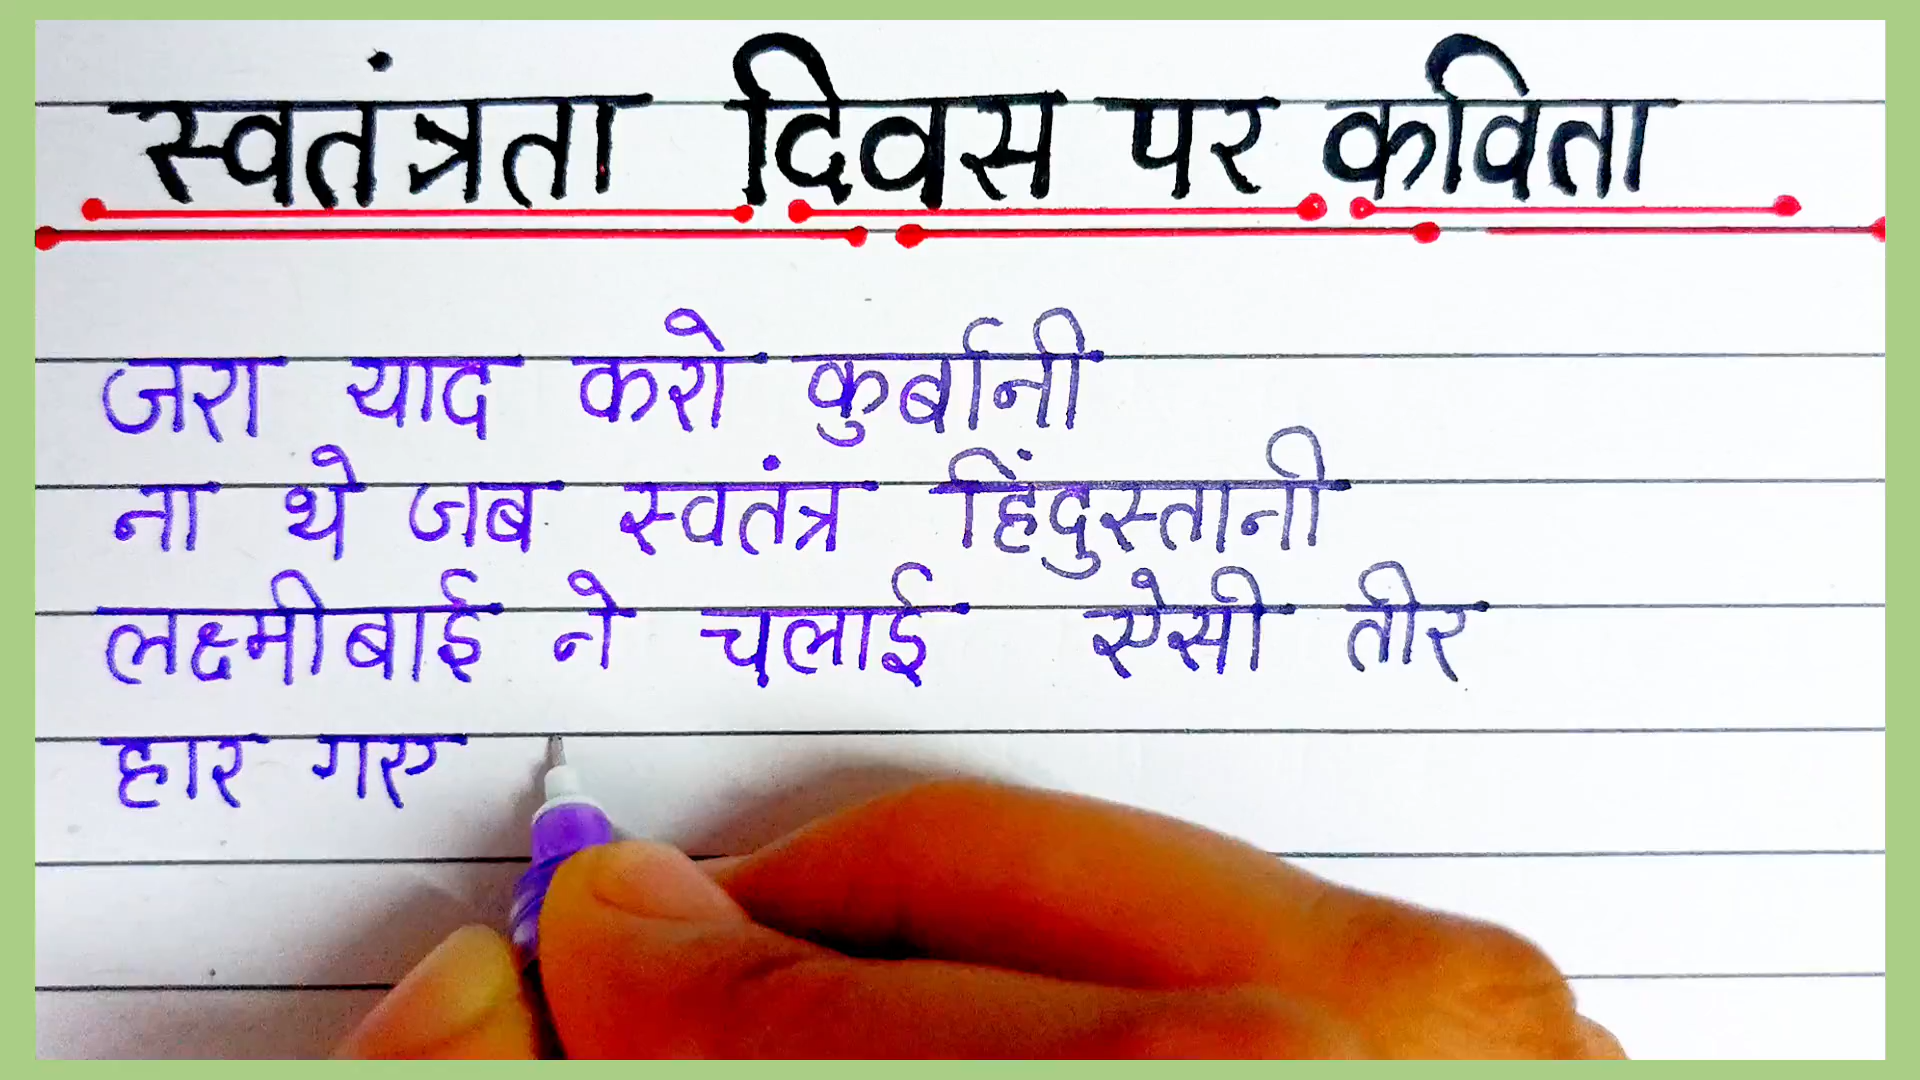 स्वतंत्रता दिवस पर कविता
जरा याद करो कुर्बानी
ना थे जब स्वतंत्र हिंदुस्तानी
लक्ष्मीबाई ने चलाई ऐसी तीर
हार गए